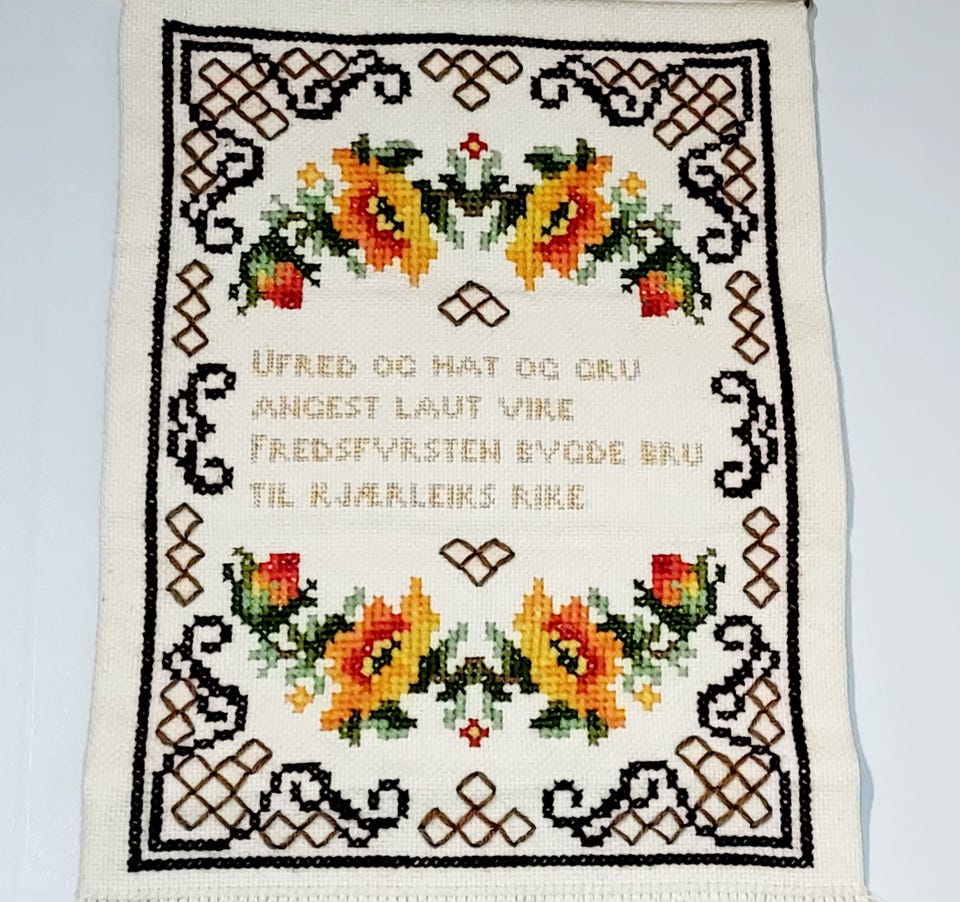 UFRED OG HAT OG GRU
ANGEST LAUT VIKE
FREDSFYRSTEN BYGDE BRU
TIL KJÆRLEIKS RIKE